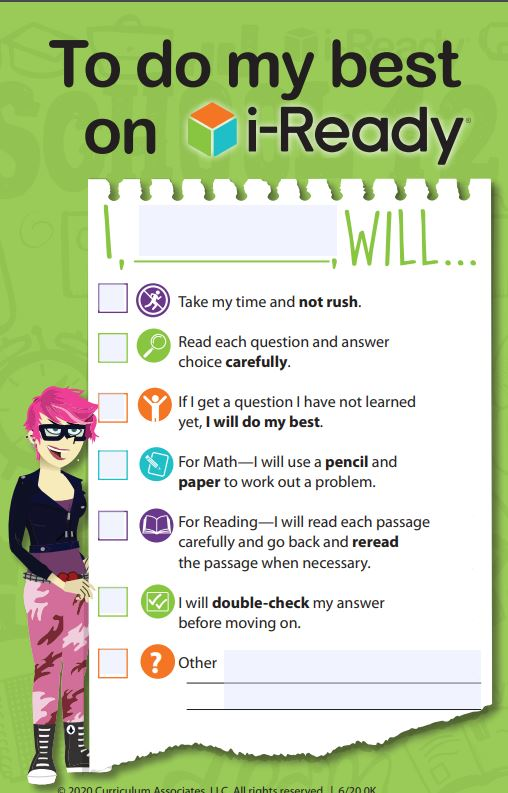 To do my best
on i-Ready®
I, , WILL...
Take my time and not rush.
Read each question and answer
choice carefully.
If I get a question I have not learned
yet, I will do my best.
For Math—I will use a pencil and
paper to work out a problem.
For Reading—I will read each passage
carefully and go back and reread
the passage when necessary.
I will double-check my answer
before moving on.
? Other
© 2020 Curriculum Associates, LLC. All rights reserved. | 6/20 0K